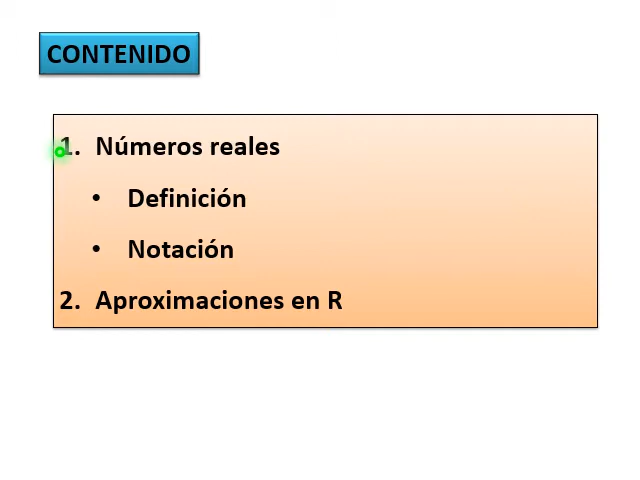 CONTENIDO
1. Números reales
• Definición
• Notación
2. Aproximaciones en R